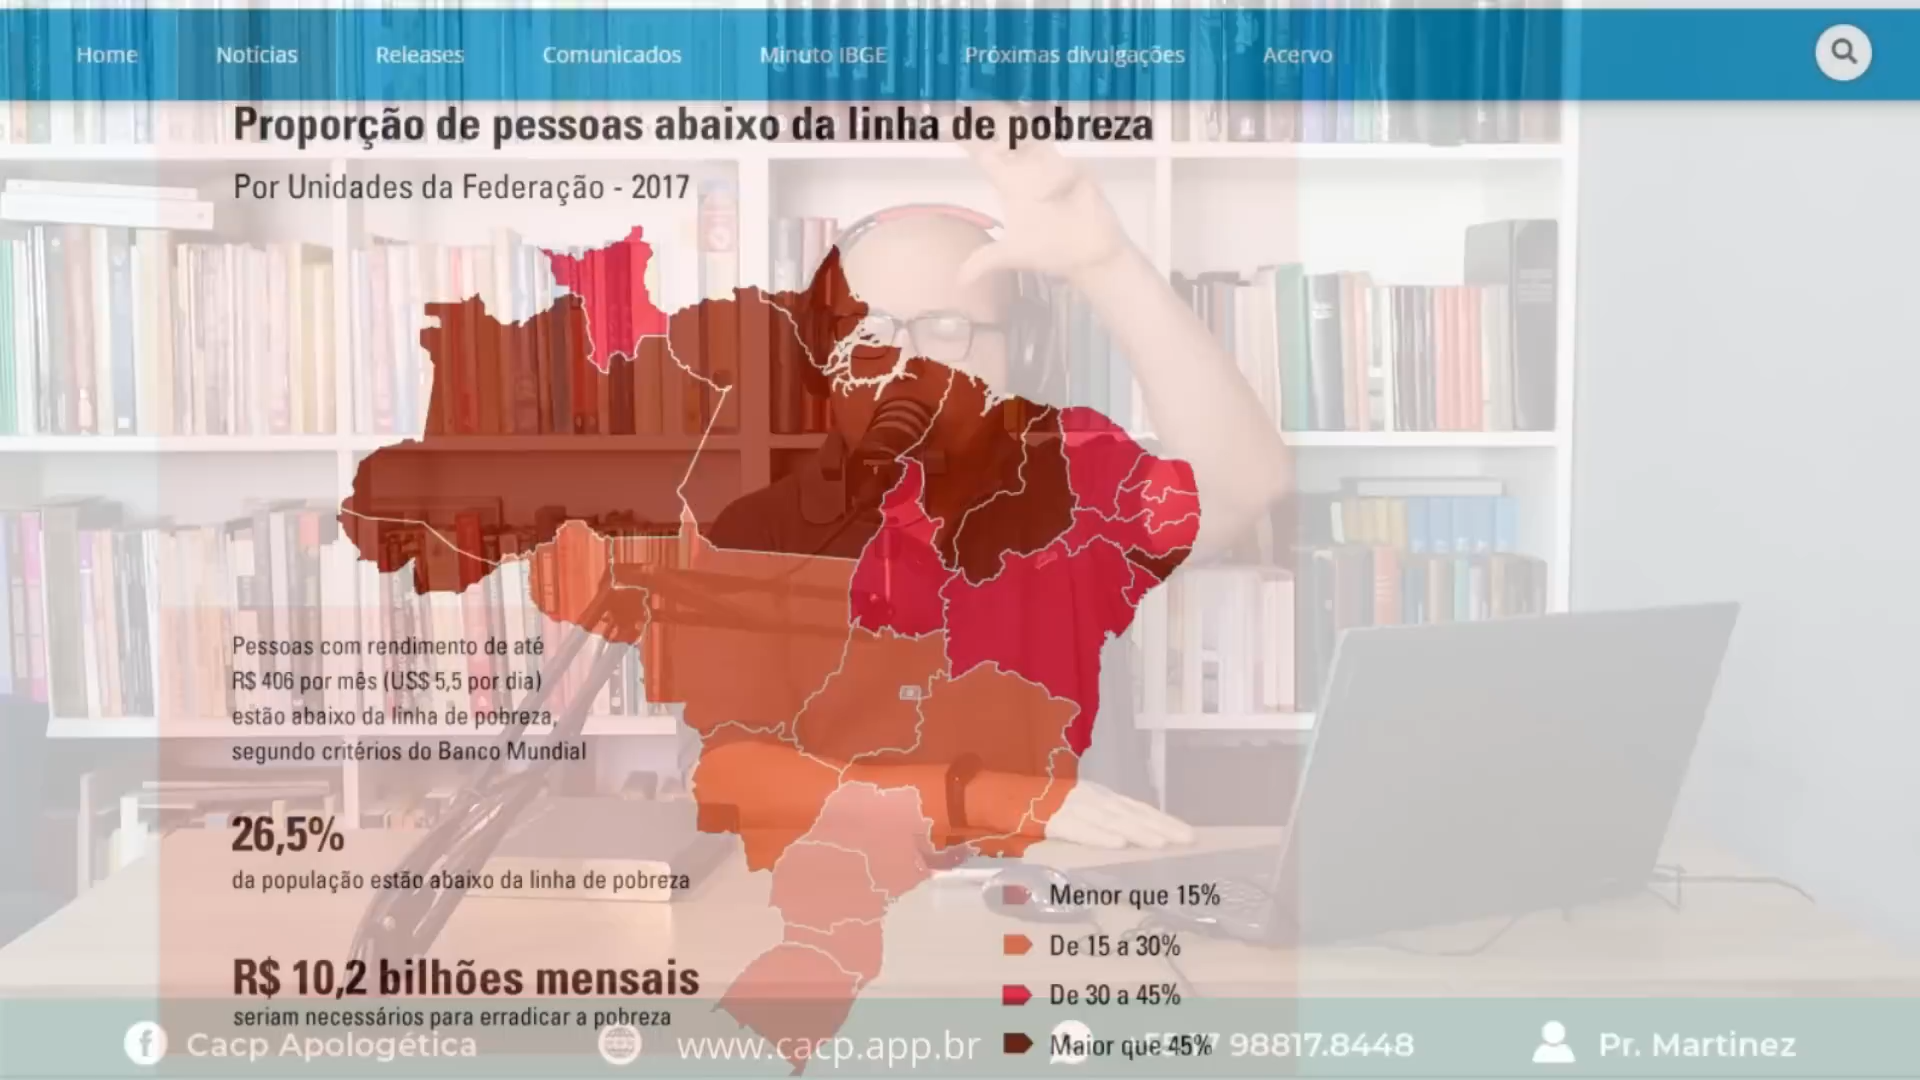 Home Notícias Releases Comunicados Minuto IBGE Próximas divulgações Acervo
Proporção de pessoas abaixo da linha de pobreza
Por Unidades da Federação - 2017
Pessoas com rendimento de até
R$ 406 por mês (US$ 5,5 por dia)
estão abaixo da linha de pobreza,
segundo critérios do Banco Mundial
26,5%
da população estão abaixo da linha de pobreza
R$ 10,2 bilhões mensais
seriam necessários para erradicar a pobreza
Menor que 15%
De 15 a 30%
De 30 a 45%
Maior que 45%
Cacp Apologética www.cacp.app.br 98817.8448 Pr. Martinez